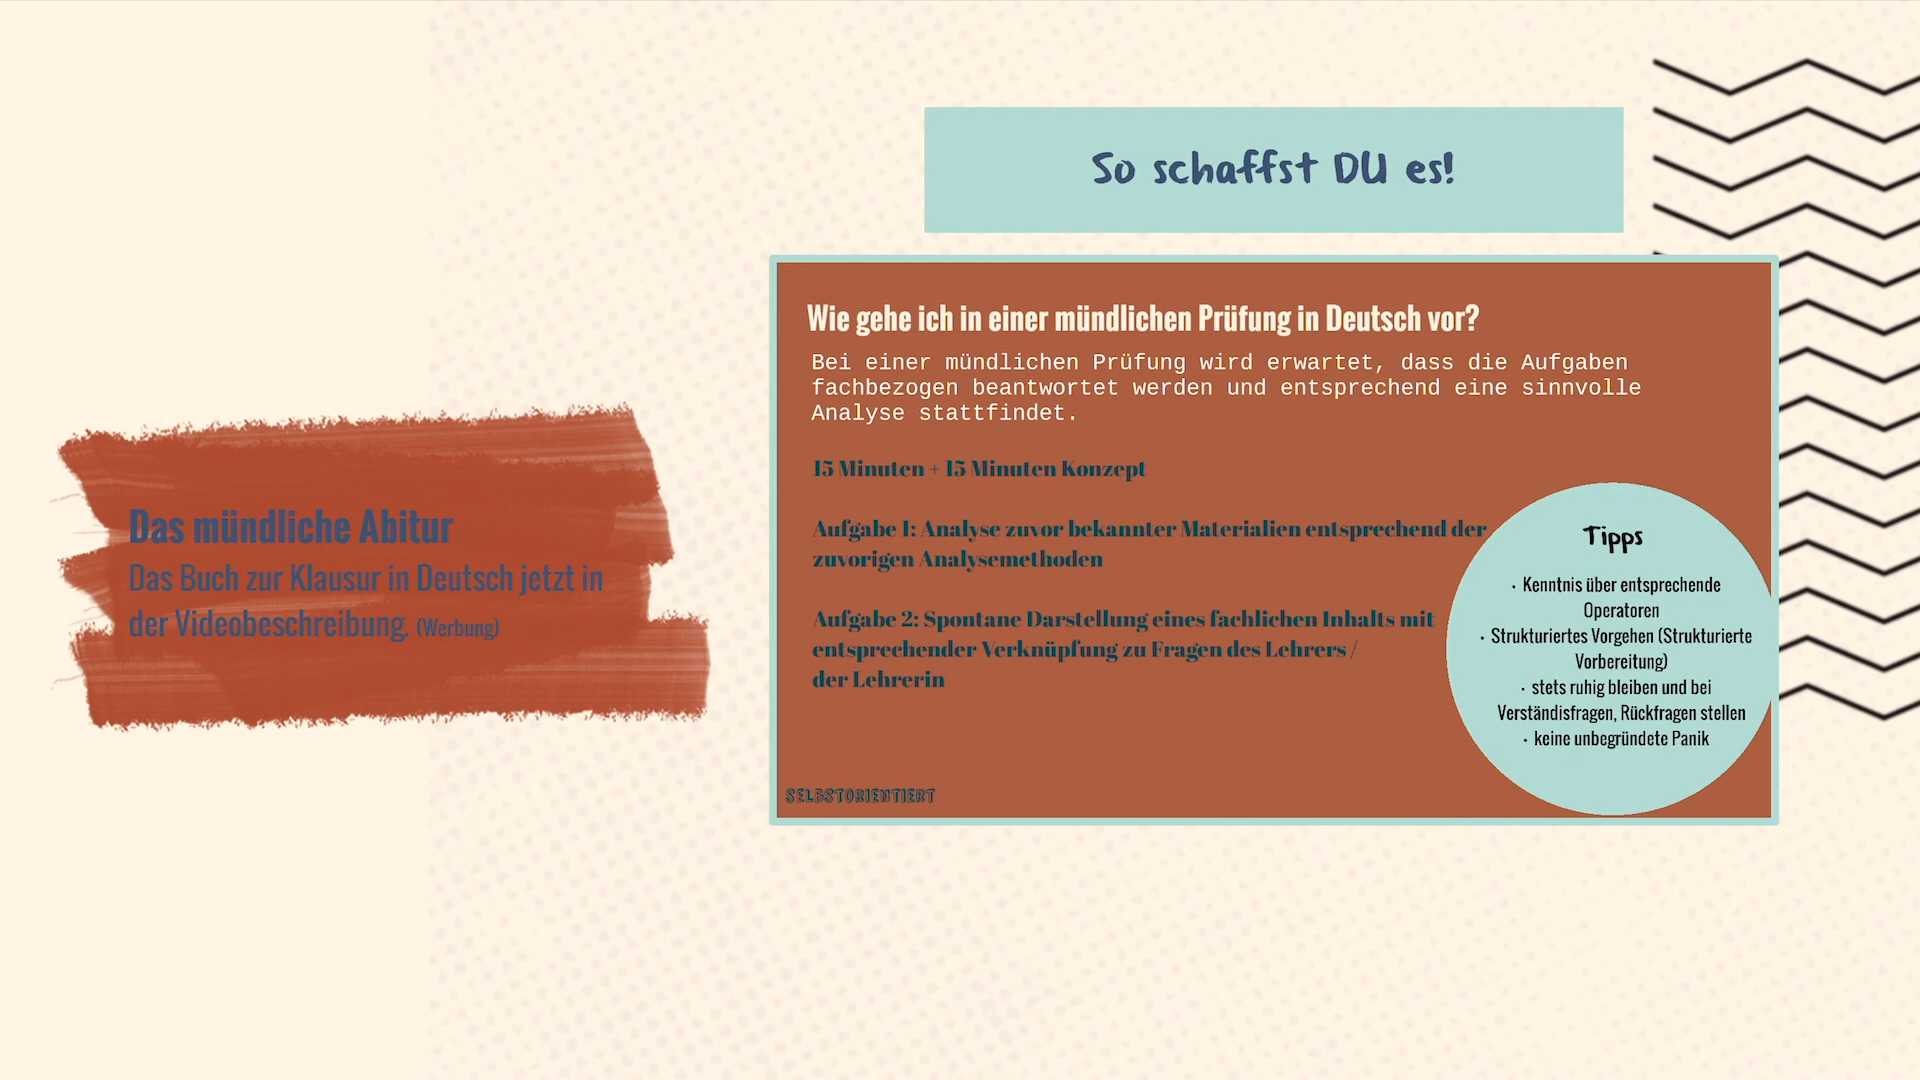 So schaffst DU es!
Wie gehe ich in einer mündlichen Prüfung in Deutsch vor?
Bei einer mündlichen Prüfung wird erwartet, dass die Aufgaben
fachbezogen beantwortet werden und entsprechend eine sinnvolle
Analyse stattfindet.
15 Minuten + 15 Minuten Konzept
Aufgabe 1: Analyse zuvor bekannter Materialien entsprechend der
zuvorigen Analysemethoden
Aufgabe 2: Spontane Darstellung eines fachlichen Inhalts mit
entsprechender Verknüpfung zu Fragen des Lehrers /
der Lehrerin
Tipps
· Kenntnis über entsprechende
Operatoren
· Strukturiertes Vorgehen (Strukturierte
Vorbereitung)
· stets ruhig bleiben und bei
Verständisfragen, Rückfragen stellen
· keine unbegründete Panik
SELBSTORIENTIERT
Das mündliche Abitur
Das Buch zur Klausur in Deutsch jetzt in
der Videobeschreibung. (Werbung)